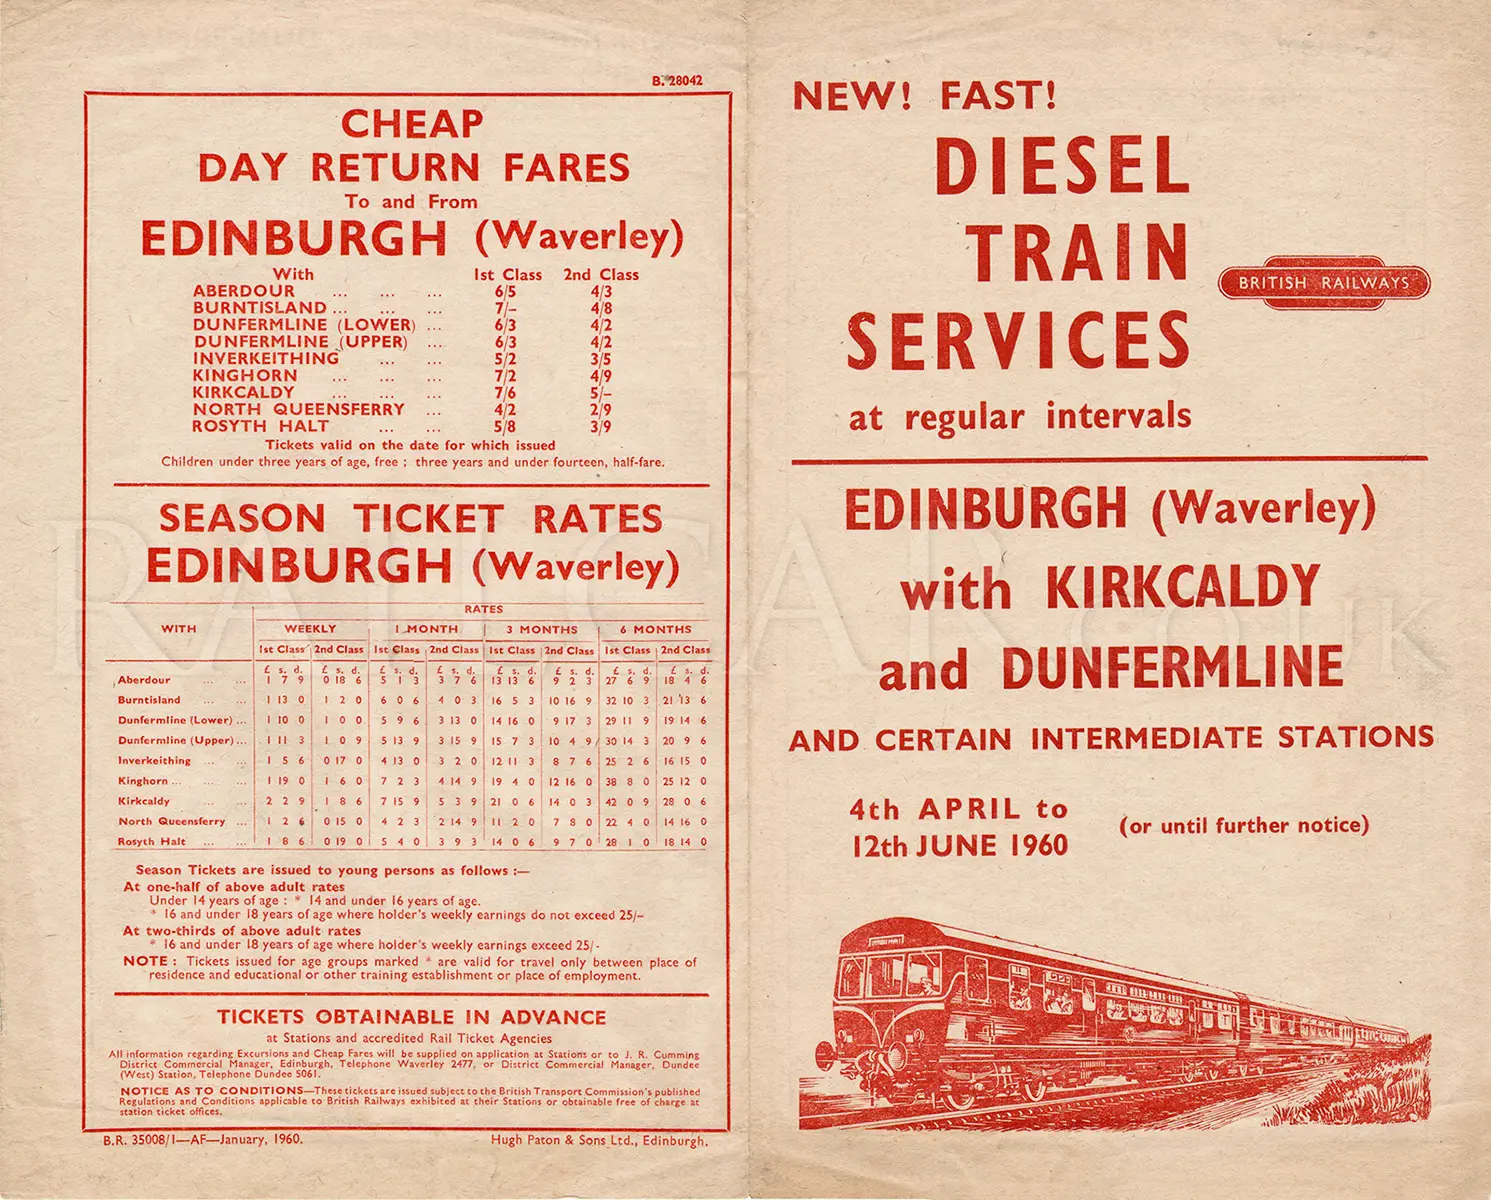 B. 28042
CHEAP
DAY RETURN FARES
To and From
EDINBURGH (Waverley)
With 1st Class 2nd Class
ABERDOUR ... ... ... 6/5 4/3
BURNTISLAND ... ... ... 7/- 4/8
DUNFERMLINE (LOWER) ... 6/3 4/2
DUNFERMLINE (UPPER) ... 6/3 4/2
INVERKEITHING ... ... 5/2 3/5
KINGHORN ... ... ... 7/2 4/9
KIRKCALDY ... ... ... 7/6 5/-
NORTH QUEENSFERRY ... 4/2 2/9
ROSYTH HALT ... ... 5/8 3/9
Tickets valid on the date for which issued
Children under three years of age, free ; three years and under fourteen, half-fare.
SEASON TICKET RATES
EDINBURGH (Waverley)
RATES
WITH WEEKLY 1 MONTH 3 MONTHS 6 MONTHS
1st Class 2nd Class 1st Class 2nd Class 1st Class 2nd Class 1st Class 2nd Class
£ s. d. £ s. d. £ s. d. £ s. d. £ s. d. £ s. d. £ s. d. £ s. d.
Aberdour ... ... 1 7 9 0 18 6 5 1 3 3 7 6 13 13 6 9 2 3 27 6 9 18 4 6
Burntisland ... ... 1 13 0 1 2 0 6 0 6 4 0 3 16 5 3 10 16 9 32 10 3 21 13 6
Dunfermline (Lower) ... 1 10 0 1 0 0 5 9 6 3 13 0 14 16 0 9 17 3 29 11 9 19 14 6
Dunfermline (Upper) ... 1 11 3 1 0 9 5 13 9 3 15 9 15 7 3 10 4 9 30 14 3 20 9 6
Inverkeithing ... 1 5 6 0 17 0 4 13 0 3 2 0 12 11 3 8 7 6 25 2 6 16 15 0
Kinghorn ... ... ... 1 19 0 1 6 0 7 2 3 4 14 9 19 4 0 12 16 0 38 8 0 25 12 0
Kirkcaldy ... ... 2 2 9 1 8 6 7 15 9 5 3 9 21 0 6 14 0 3 42 0 9 28 0 6
North Queensferry ... 1 2 6 0 15 0 4 2 3 2 14 9 11 2 0 7 8 0 22 4 0 14 16 0
Rosyth Halt ... ... 1 8 6 0 19 0 5 4 0 3 9 3 14 0 6 9 7 0 28 1 0 18 14 0
Season Tickets are issued to young persons as follows :—
At one-half of above adult rates
Under 14 years of age : * 14 and under 16 years of age.
* 16 and under 18 years of age where holder's weekly earnings do not exceed 25/-
At two-thirds of above adult rates
* 16 and under 18 years of age where holder's weekly earnings exceed 25/-
NOTE : Tickets issued for age groups marked * are valid for travel only between place of
residence and educational or other training establishment or place of employment.
TICKETS OBTAINABLE IN ADVANCE
at Stations and accredited Rail Ticket Agencies
All information regarding Excursions and Cheap Fares will be supplied on application at Stations or to J. R. Cumming
District Commercial Manager, Edinburgh, Telephone Waverley 2477, or District Commercial Manager, Dundee
(West) Station, Telephone Dundee 5061.
NOTICE AS TO CONDITIONS—These tickets are issued subject to the British Transport Commission's published
Regulations and Conditions applicable to British Railways exhibited at their Stations or obtainable free of charge at
station ticket offices.
B.R. 35008/1—AF—January, 1960. Hugh Paton & Sons Ltd., Edinburgh.
NEW! FAST!
DIESEL
TRAIN
SERVICES
at regular intervals
BRITISH RAILWAYS
EDINBURGH (Waverley)
with KIRKCALDY
and DUNFERMLINE
AND CERTAIN INTERMEDIATE STATIONS
4th APRIL to
12th JUNE 1960
(or until further notice)
RAILCAR.co.uk